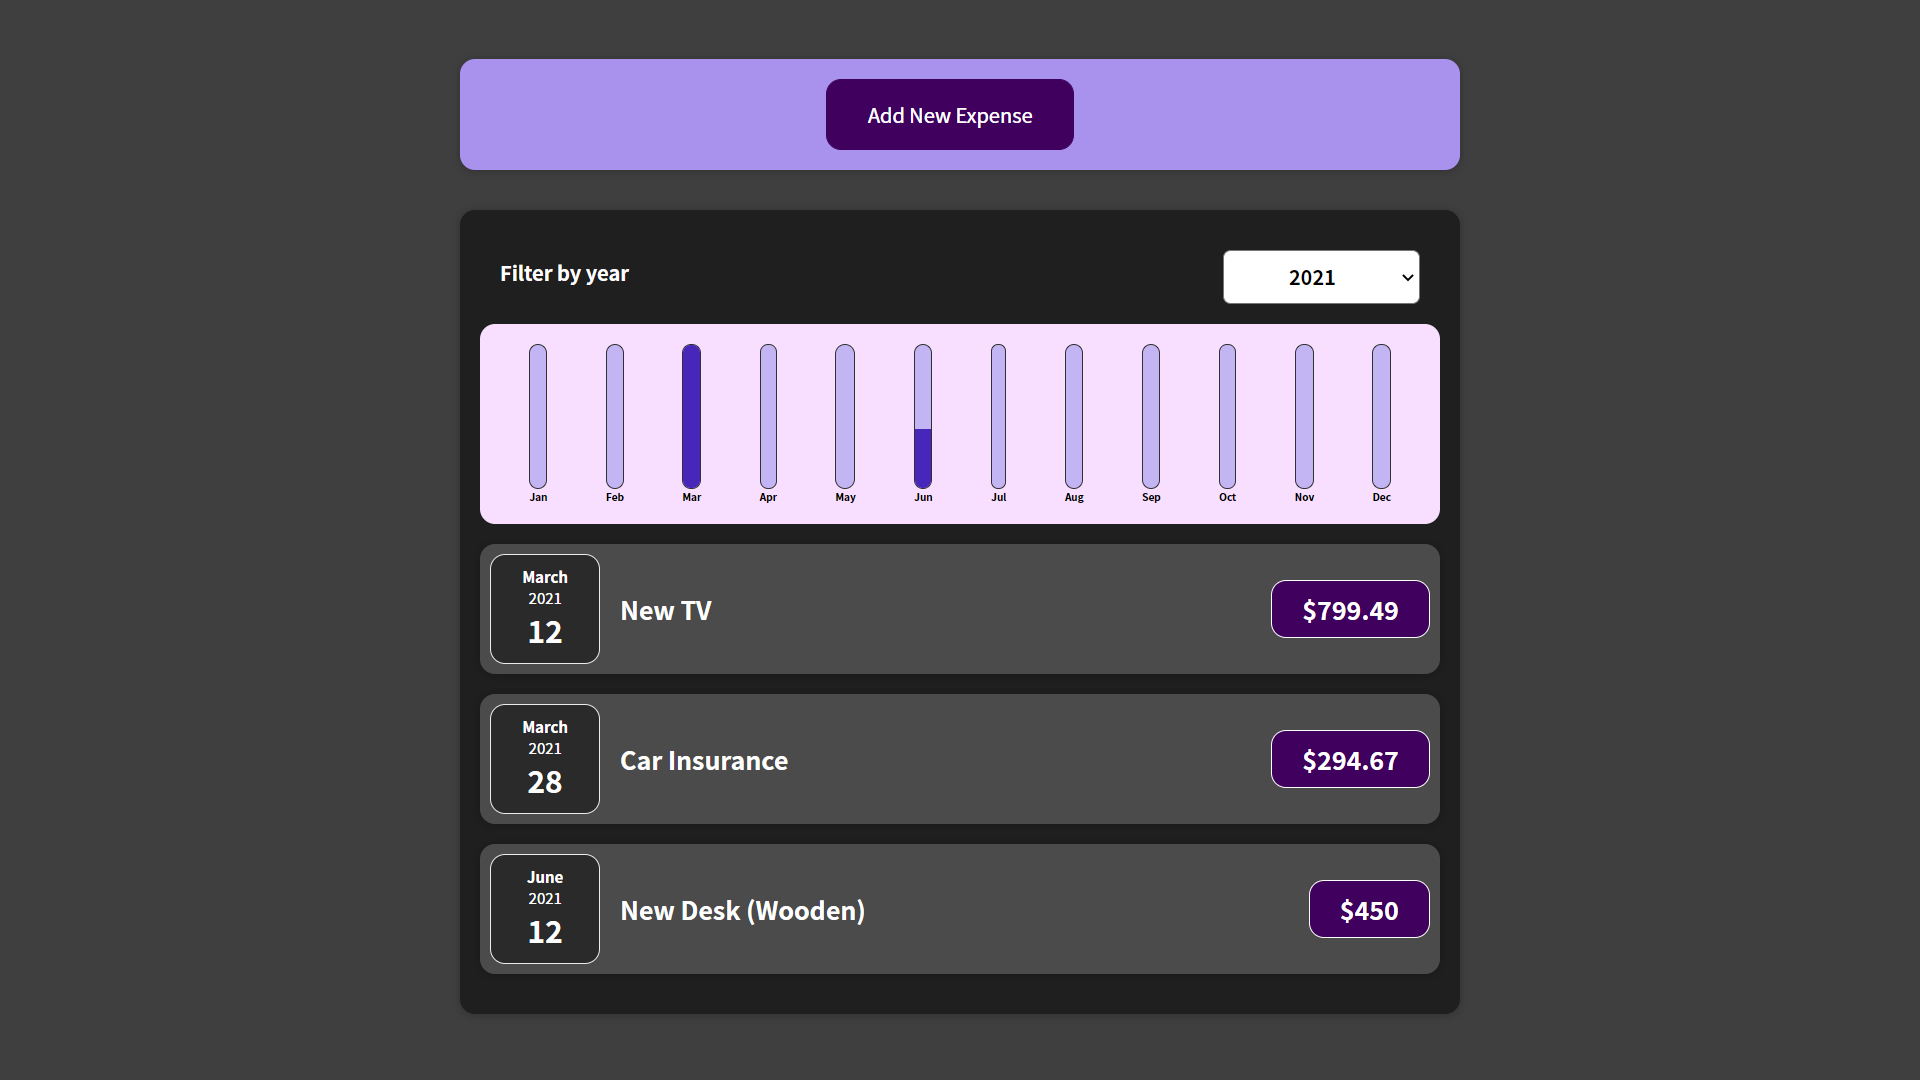 Add New Expense
Filter by year
2021
Jan Feb Mar Apr May Jun Jul Aug Sep Oct Nov Dec
March
2021
12
New TV
$799.49
March
2021
28
Car Insurance
$294.67
June
2021
12
New Desk (Wooden)
$450